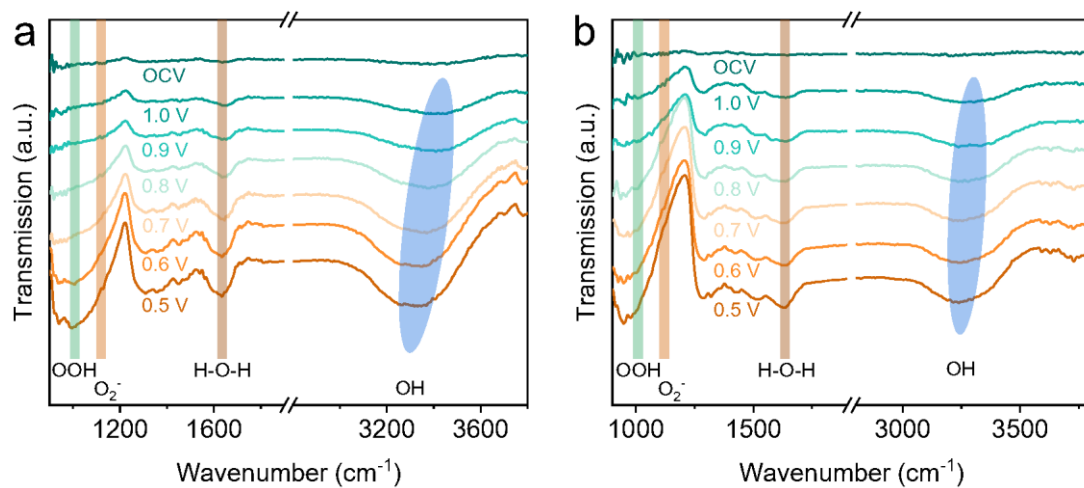 a
Transmission (a.u.)
OCV
1.0 V
0.9 V
0.8 V
0.7 V
0.6 V
0.5 V
OOH
O₂⁻
H-O-H
OH
1200 1600 3200 3600
Wavenumber (cm⁻¹)
b
Transmission (a.u.)
OCV
1.0 V
0.9 V
0.8 V
0.7 V
0.6 V
0.5 V
OOH
O₂⁻
H-O-H
OH
1000 1500 3000 3500
Wavenumber (cm⁻¹)